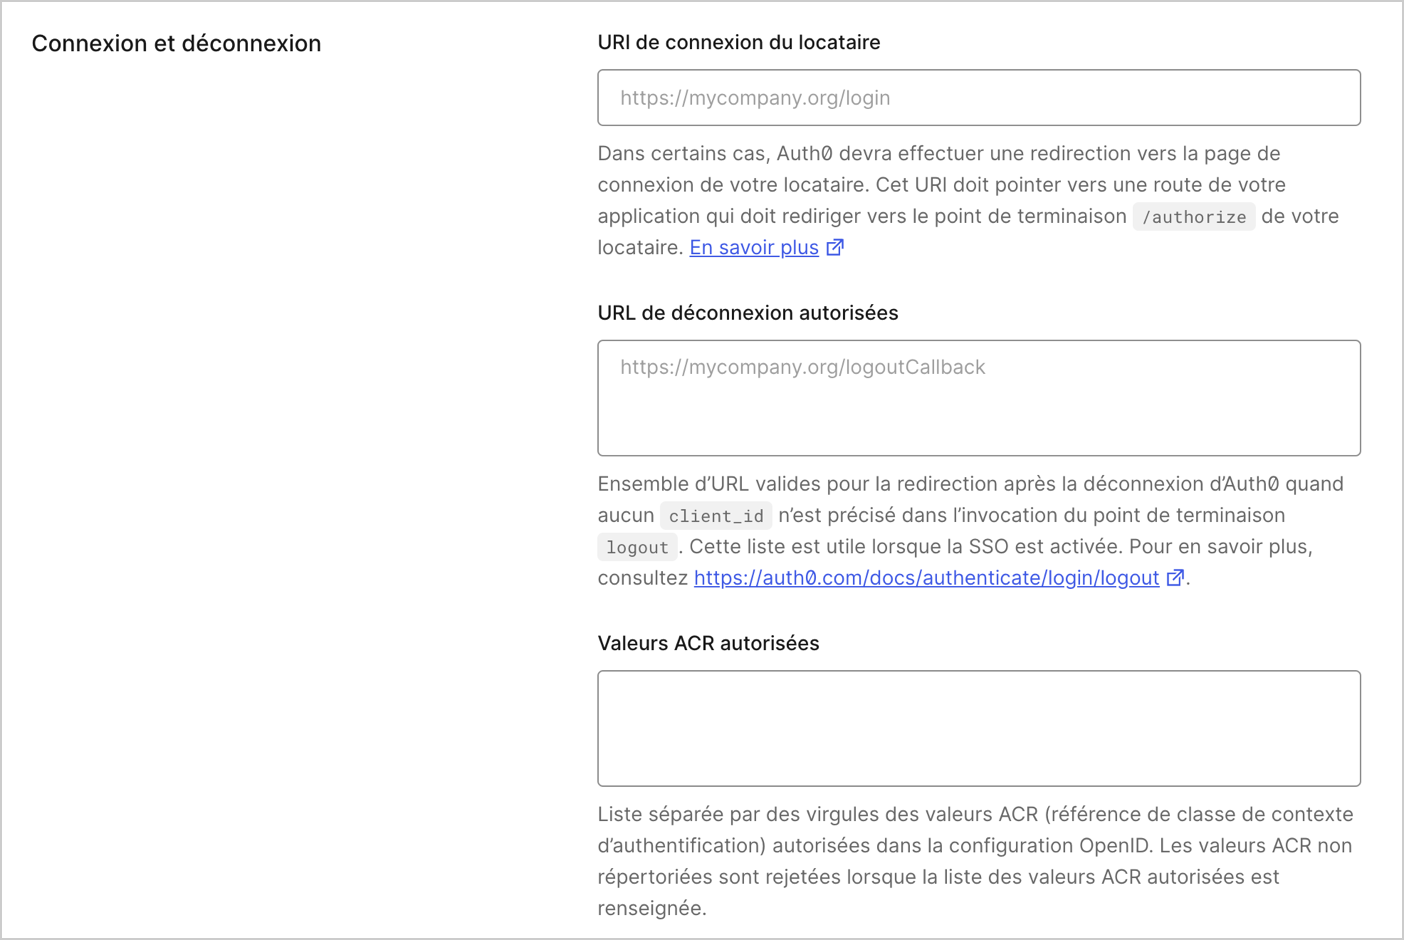 Connexion et déconnexion
URI de connexion du locataire
https://mycompany.org/login
Dans certains cas, Auth0 devra effectuer une redirection vers la page de
connexion de votre locataire. Cet URI doit pointer vers une route de votre
application qui doit rediriger vers le point de terminaison /authorize de votre
locataire. En savoir plus
URL de déconnexion autorisées
https://mycompany.org/logoutCallback
Ensemble d’URL valides pour la redirection après la déconnexion d’Auth0 quand
aucun client_id n’est précisé dans l’invocation du point de terminaison
logout . Cette liste est utile lorsque la SSO est activée. Pour en savoir plus,
consultez https://auth0.com/docs/authenticate/login/logout .
Valeurs ACR autorisées
Liste séparée par des virgules des valeurs ACR (référence de classe de contexte
d’authentification) autorisées dans la configuration OpenID. Les valeurs ACR non
répertoriées sont rejetées lorsque la liste des valeurs ACR autorisées est
renseignée.